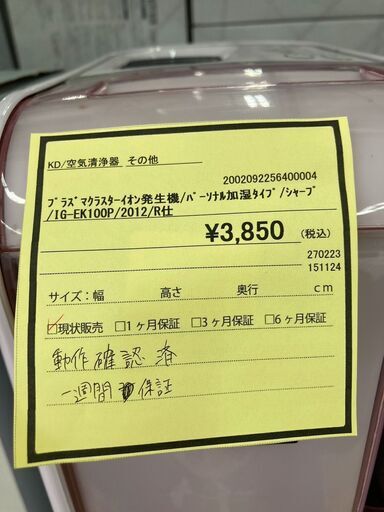 KD/空気清浄器 その他
2002092256400004
ﾌﾟﾗｽﾞﾏｸﾗｽﾀｰｲｵﾝ発生機/ﾊﾟｰｿﾅﾙ加湿ﾀｲﾌﾟ/ｼｬｰﾌﾟ
/IG-EK100P/2012/R仕
¥3,850 (税込)
270223
151124
サイズ:幅 高さ 奥行 cm
☑現状販売 □1ヶ月保証 □3ヶ月保証 □6ヶ月保証
動作確認済
一週間保証